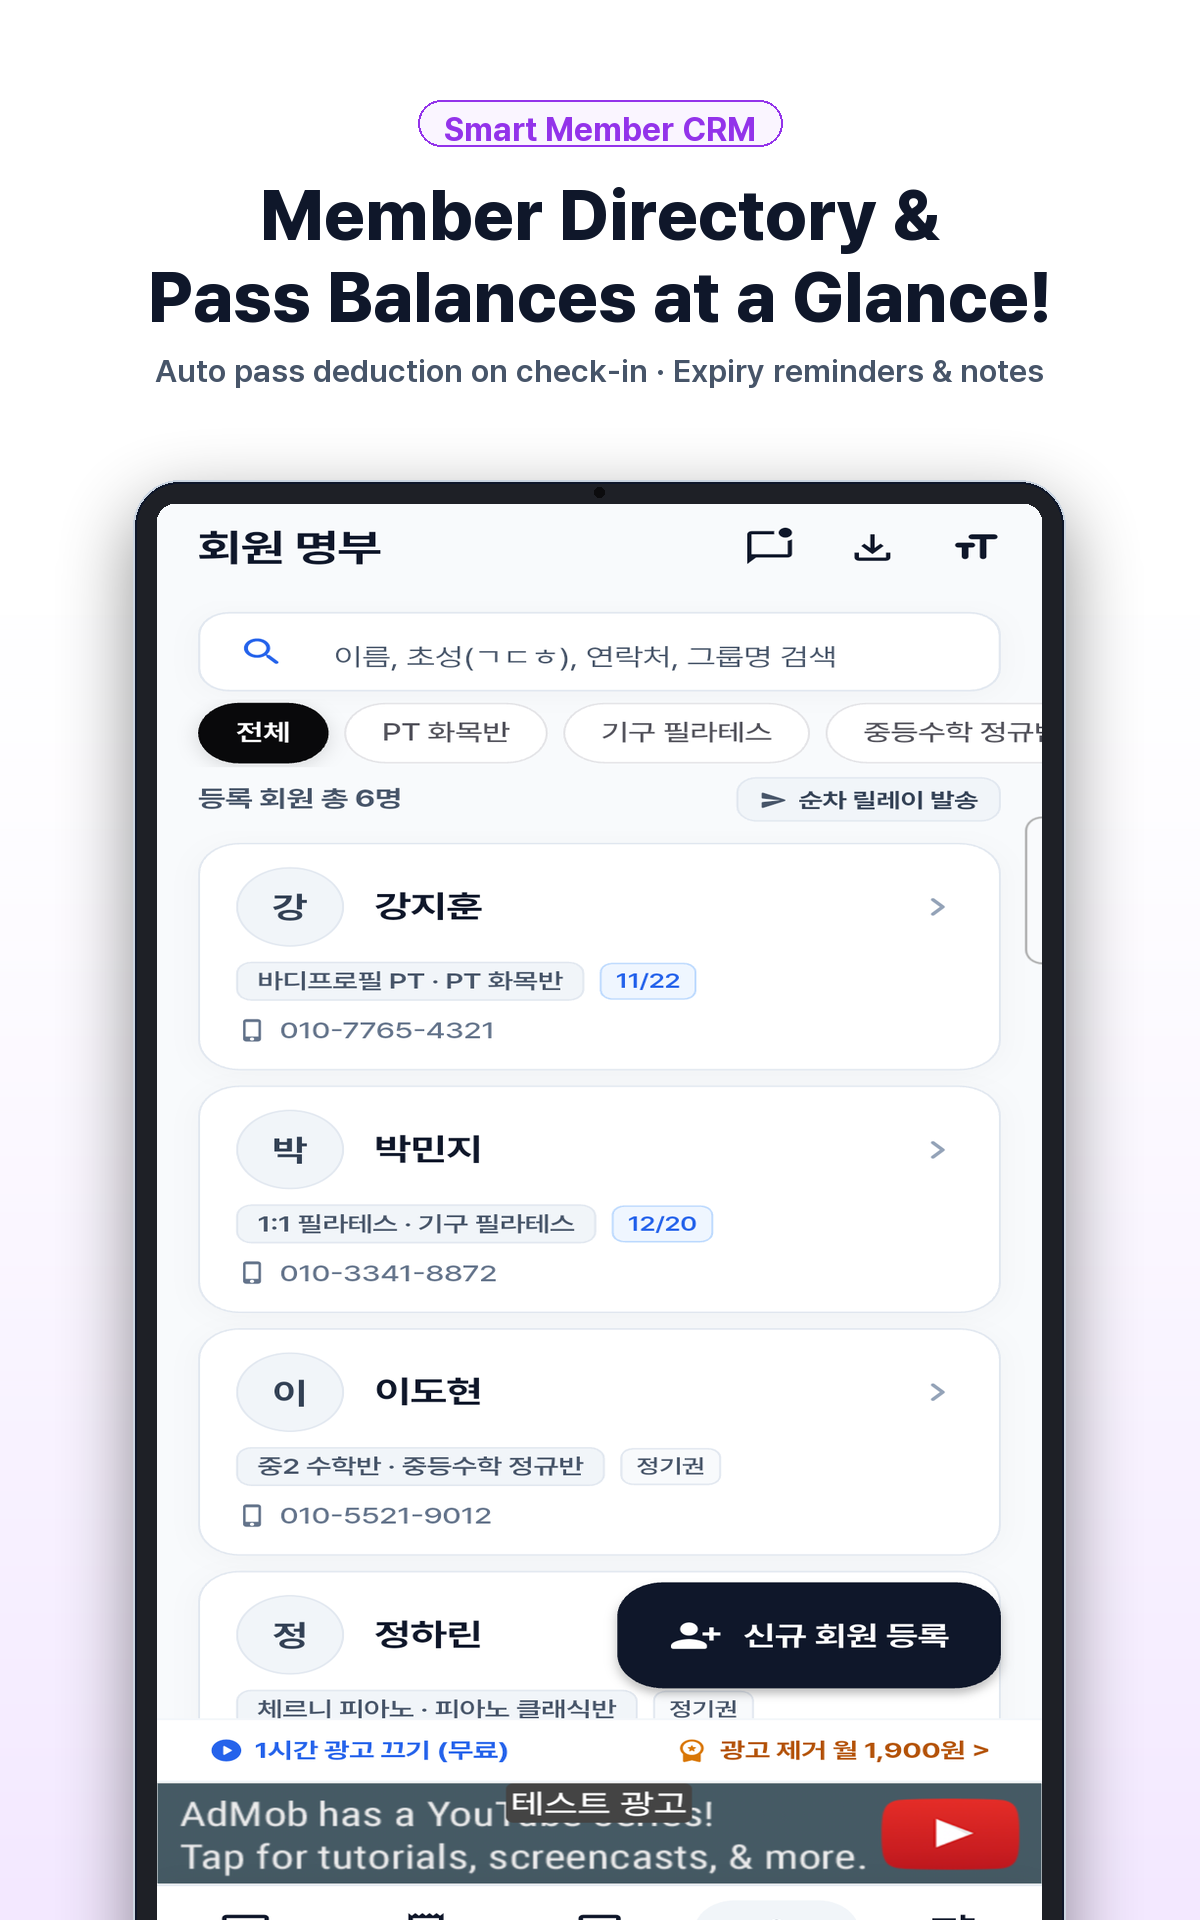 Smart Member CRM
Member Directory &
Pass Balances at a Glance!
Auto pass deduction on check-in · Expiry reminders & notes
회원 명부
이름, 초성(ㄱㄷㅎ), 연락처, 그룹명 검색
전체 PT 화목반 기구 필라테스 중등수학 정규반
등록 회원 총 6명 순차 릴레이 발송
강 강지훈
바디프로필 PT · PT 화목반 11/22
010-7765-4321
박 박민지
1:1 필라테스 · 기구 필라테스 12/20
010-3341-8872
이 이도현
중2 수학반 · 중등수학 정규반 정기권
010-5521-9012
정 정하린
신규 회원 등록
체르니 피아노 · 피아노 클래식반 정기권
1시간 광고 끄기 (무료) 광고 제거 월 1,900원 >
테스트 광고
AdMob has a YouTube series!
Tap for tutorials, screencasts, & more.